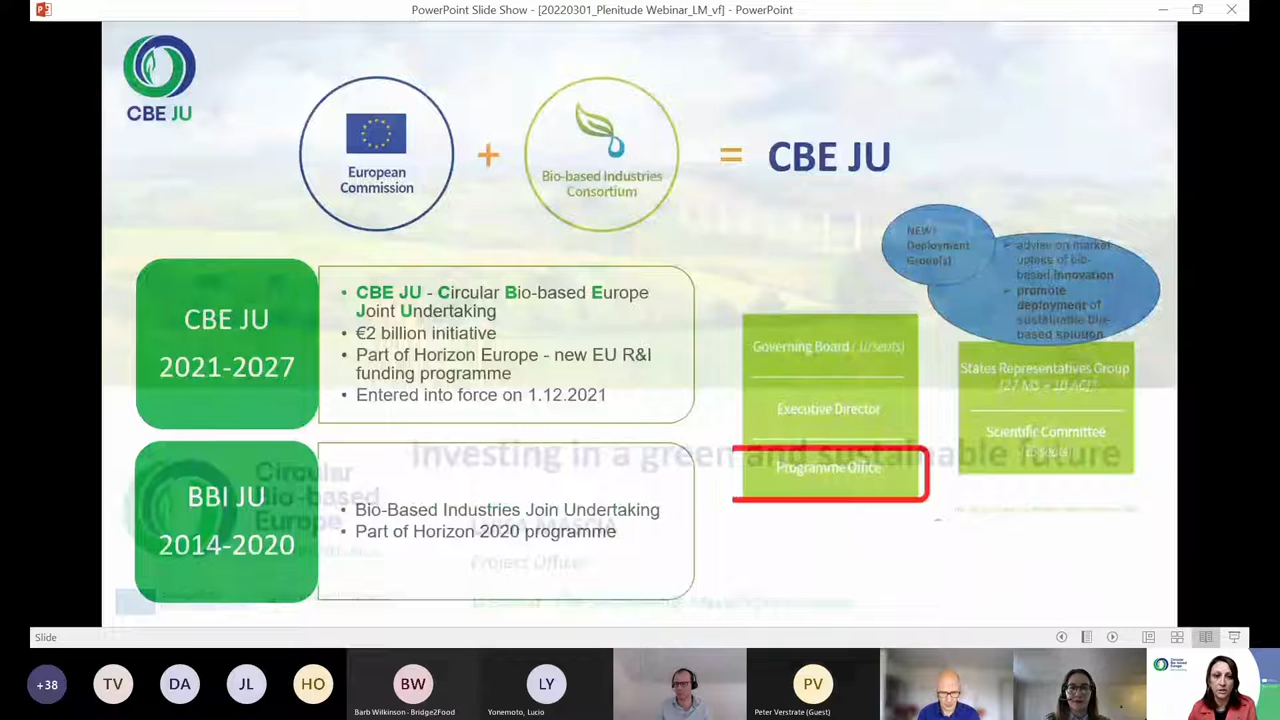 PowerPoint Slide Show - [20220301_Plenitude Webinar_LM_vf] - PowerPoint
CBE JU
European
Commission
+
Bio-based Industries
Consortium
=
CBE JU
NEW!
Deployment
Group(s)
➢ advise on market
uptake of bio-
based innovation
➢ promote
deployment of
sustainable bio-
based solution
CBE JU
2021-2027
• CBE JU - Circular Bio-based Europe
Joint Undertaking
• €2 billion initiative
• Part of Horizon Europe - new EU R&I
funding programme
• Entered into force on 1.12.2021
Governing Board
Executive Director
Programme Office
States Representatives Group
Scientific Committee
Investing in a green and sustainable future
Circular
Bio-based
Europe
BBI JU
2014-2020
• Bio-Based Industries Join Undertaking
• Part of Horizon 2020 programme
Project Officer
Slide
+38
TV
DA
JL
HO
BW
Barb Wilkinson - Bridge2Food
LY
Yonemoto, Lucio
PV
Peter Verstrate (Guest)
Circular
Bio-based
Europe